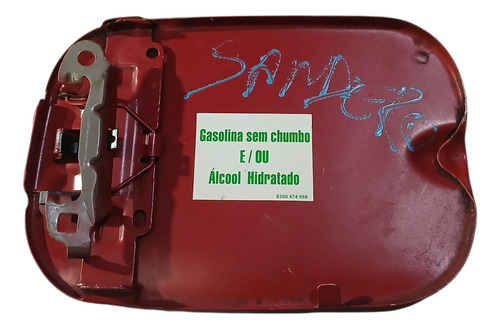 SANDERO
Gasolina sem chumbo
E / OU
Álcool Hidratado
8200 474 958